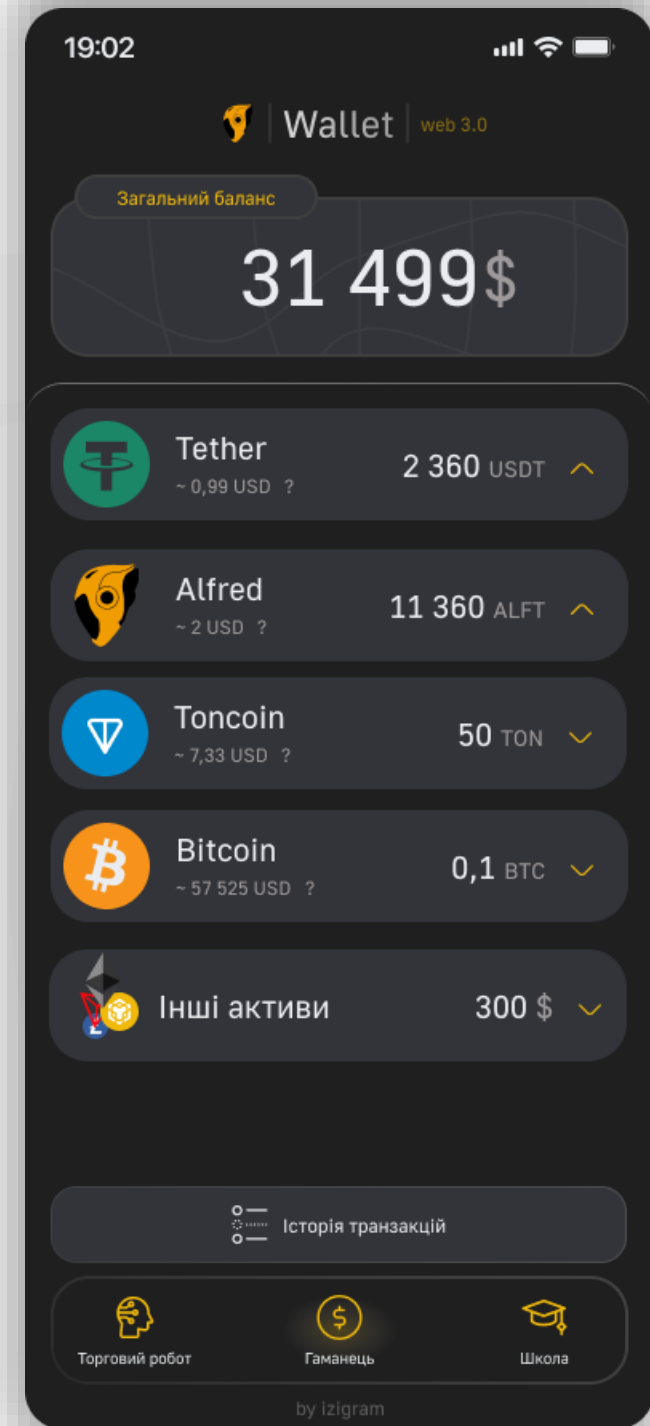 19:02
Wallet web 3.0
Загальний баланс
31 499$
Tether
~ 0,99 USD ?
2 360 USDT
Alfred
~ 2 USD ?
11 360 ALFT
Toncoin
~ 7,33 USD ?
50 TON
Bitcoin
~ 57 525 USD ?
0,1 BTC
Інші активи
300 $
Історія транзакцій
Торговий робот
Гаманець
Школа
by izigram